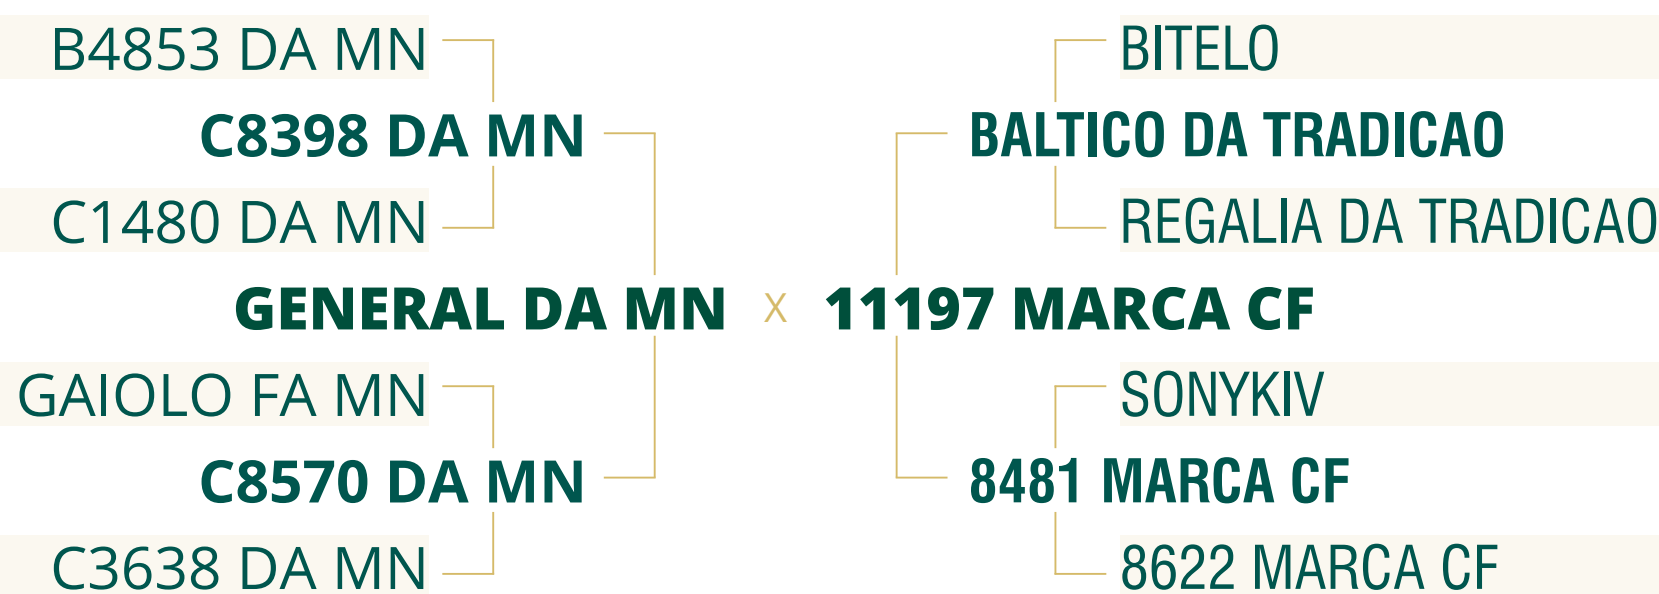 B4853 DA MN
BITELO
C8398 DA MN
BALTICO DA TRADICAO
C1480 DA MN
REGALIA DA TRADICAO
GENERAL DA MN X 11197 MARCA CF
GAIOLO FA MN
SONYKIV
C8570 DA MN
8481 MARCA CF
C3638 DA MN
8622 MARCA CF